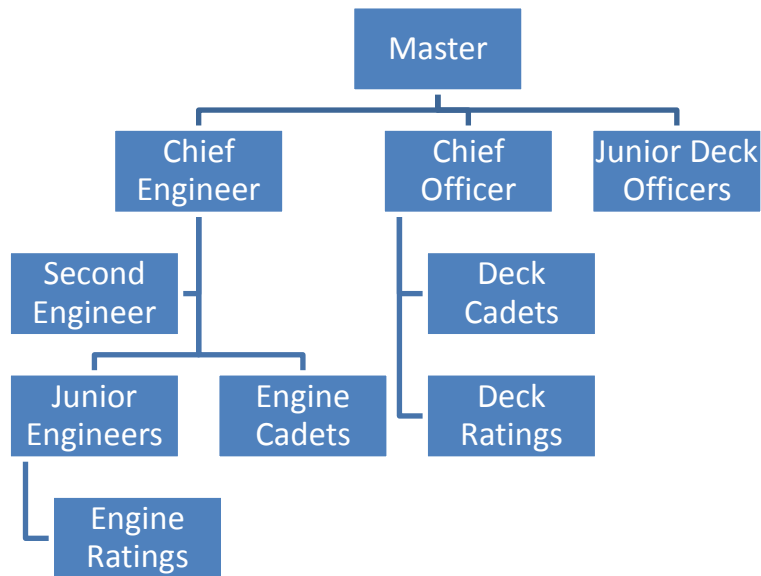 Master
Chief
Engineer
Chief
Officer
Junior Deck
Officers
Second
Engineer
Deck
Cadets
Junior
Engineers
Engine
Cadets
Deck
Ratings
Engine
Ratings